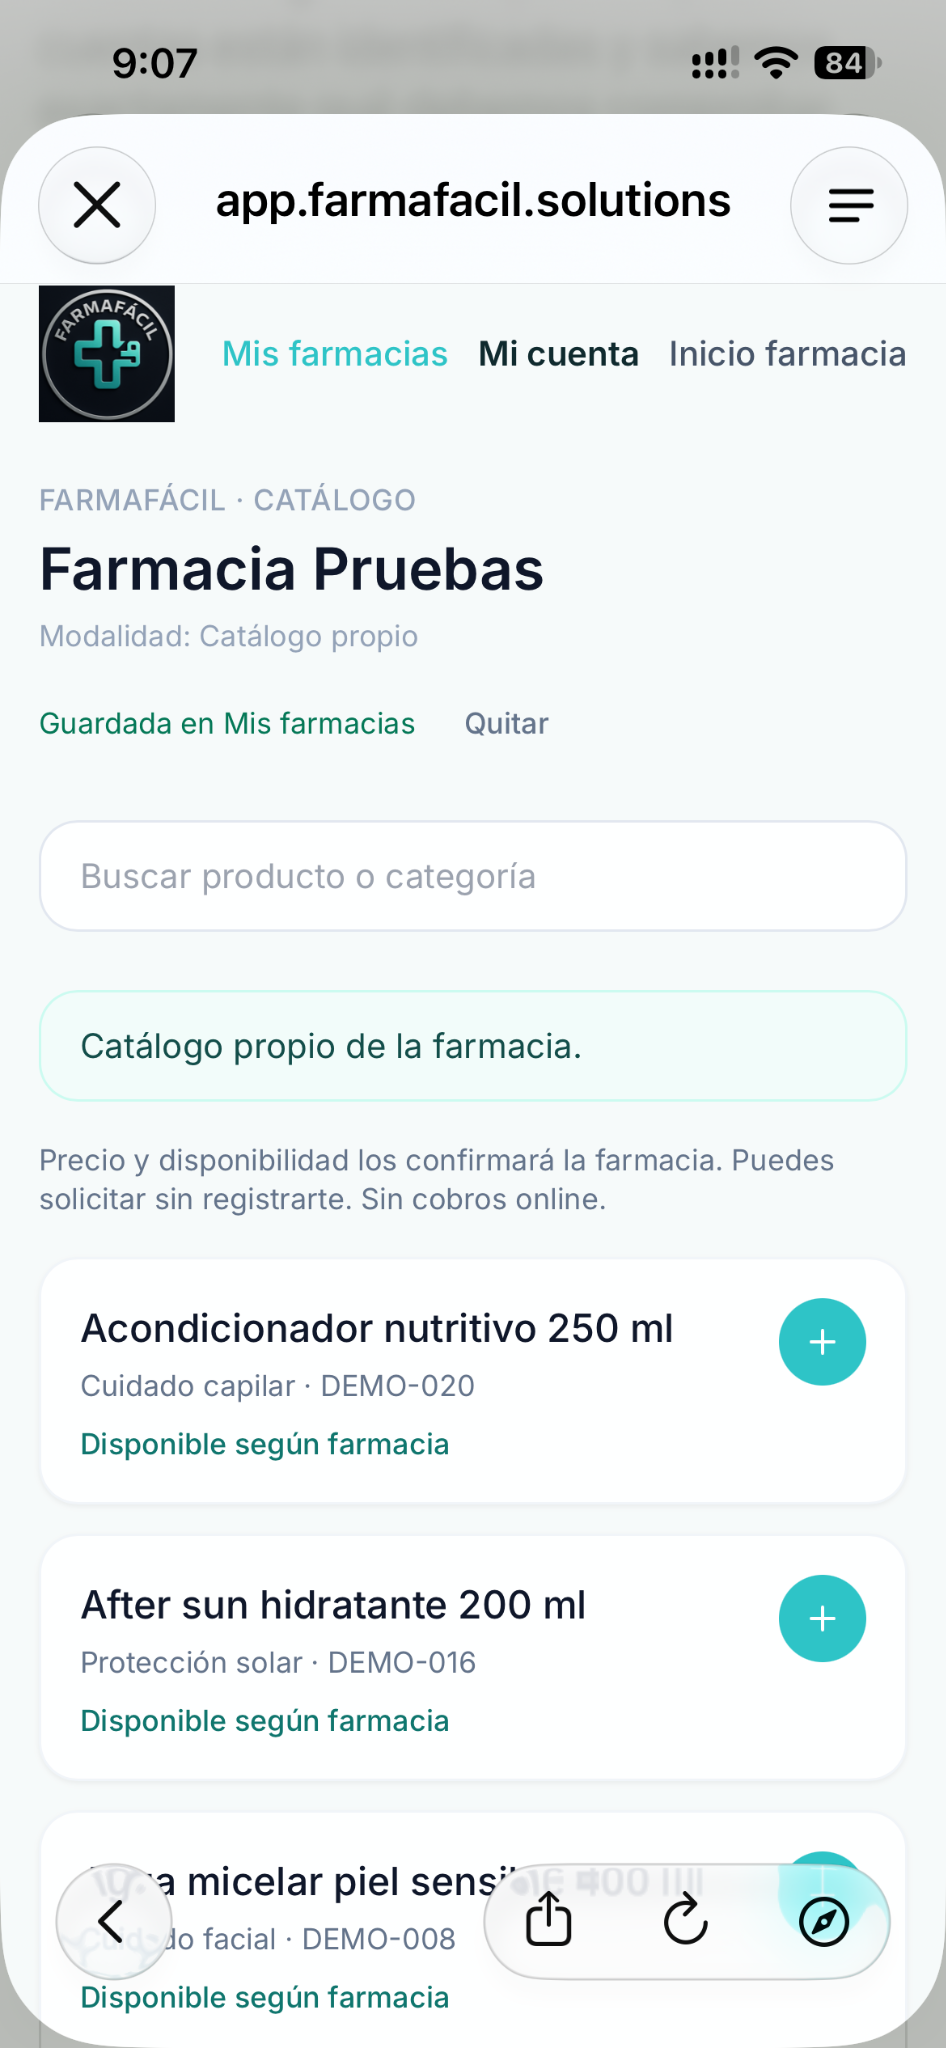 9:07
84
app.farmafacil.solutions
FARMAFÁCIL
Mis farmacias
Mi cuenta
Inicio farmacia
FARMAFÁCIL · CATÁLOGO
Farmacia Pruebas
Modalidad: Catálogo propio
Guardada en Mis farmacias
Quitar
Buscar producto o categoría
Catálogo propio de la farmacia.
Precio y disponibilidad los confirmará la farmacia. Puedes
solicitar sin registrarte. Sin cobros online.
Acondicionador nutritivo 250 ml
Cuidado capilar · DEMO-020
Disponible según farmacia
After sun hidratante 200 ml
Protección solar · DEMO-016
Disponible según farmacia
micelar piel
facial · DEMO-008
Disponible según farmacia